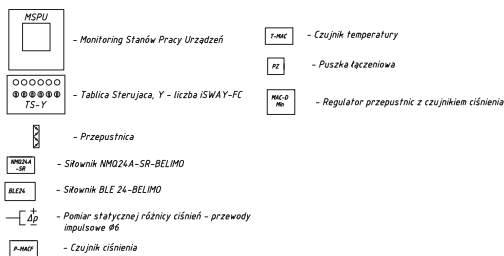 MSPU
- Monitoring Stanów Pracy Urządzeń
TS-Y
- Tablica Sterujaca, Y - liczba iSWAY-FC
- Przepustnica
NMQ24A
-SR
- Siłownik NMQ24A-SR-BELIMO
BLE24
- Siłownik BLE 24-BELIMO
Δp
- Pomiar statycznej różnicy ciśnień - przewody
impulsowe Φ6
P-MACF
- Czujnik ciśnienia
T-MAC
- Czujnik temperatury
PZ
- Puszka łączeniowa
MAC-D
Min
- Regulator przepustnic z czujnikiem ciśnienia